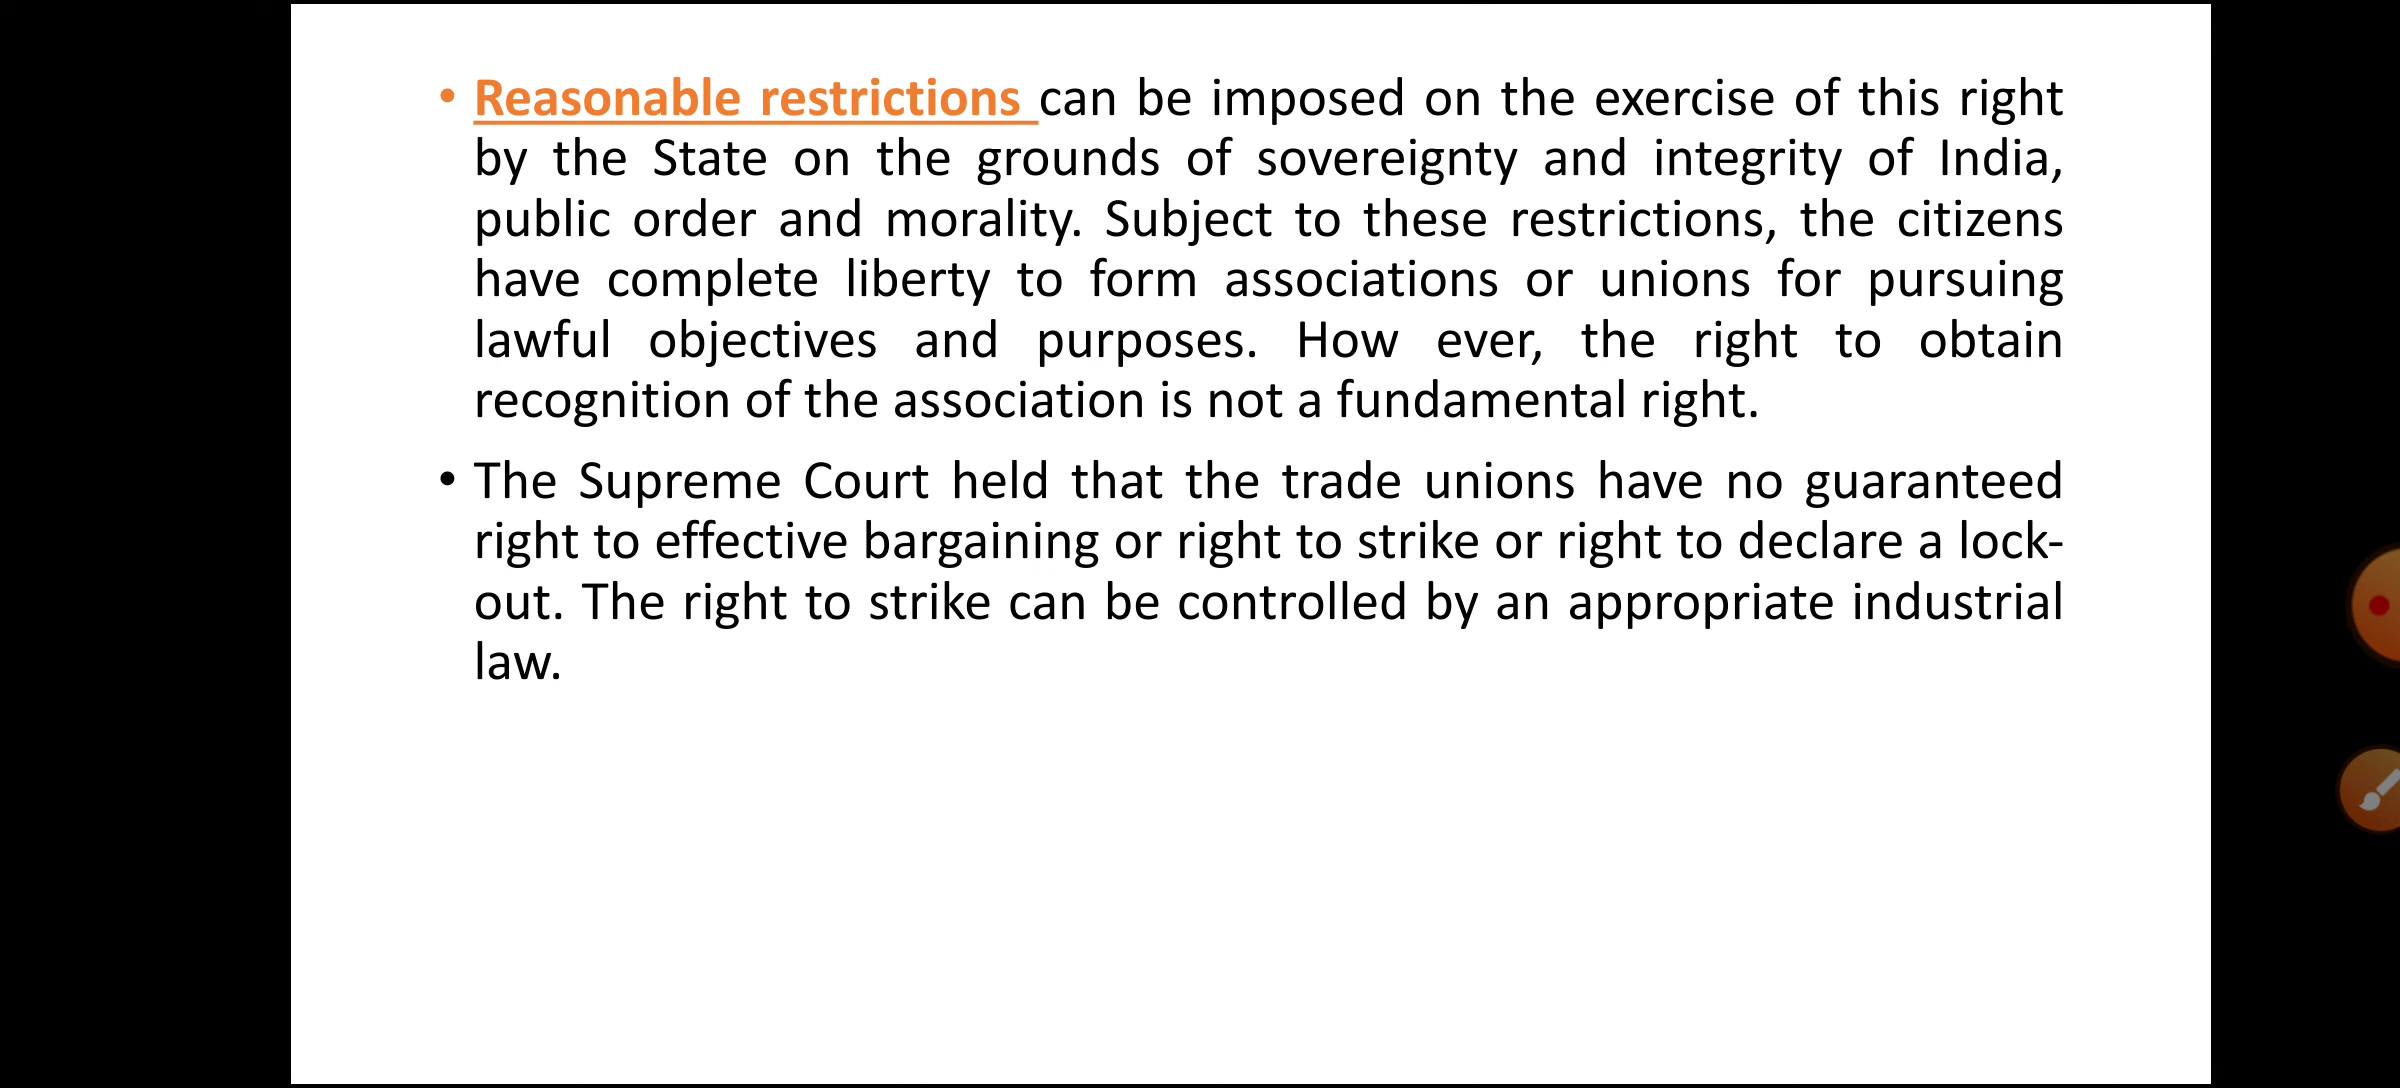 • Reasonable restrictions can be imposed on the exercise of this right
by the State on the grounds of sovereignty and integrity of India,
public order and morality. Subject to these restrictions, the citizens
have complete liberty to form associations or unions for pursuing
lawful objectives and purposes. How ever, the right to obtain
recognition of the association is not a fundamental right.
• The Supreme Court held that the trade unions have no guaranteed
right to effective bargaining or right to strike or right to declare a lock-
out. The right to strike can be controlled by an appropriate industrial
law.